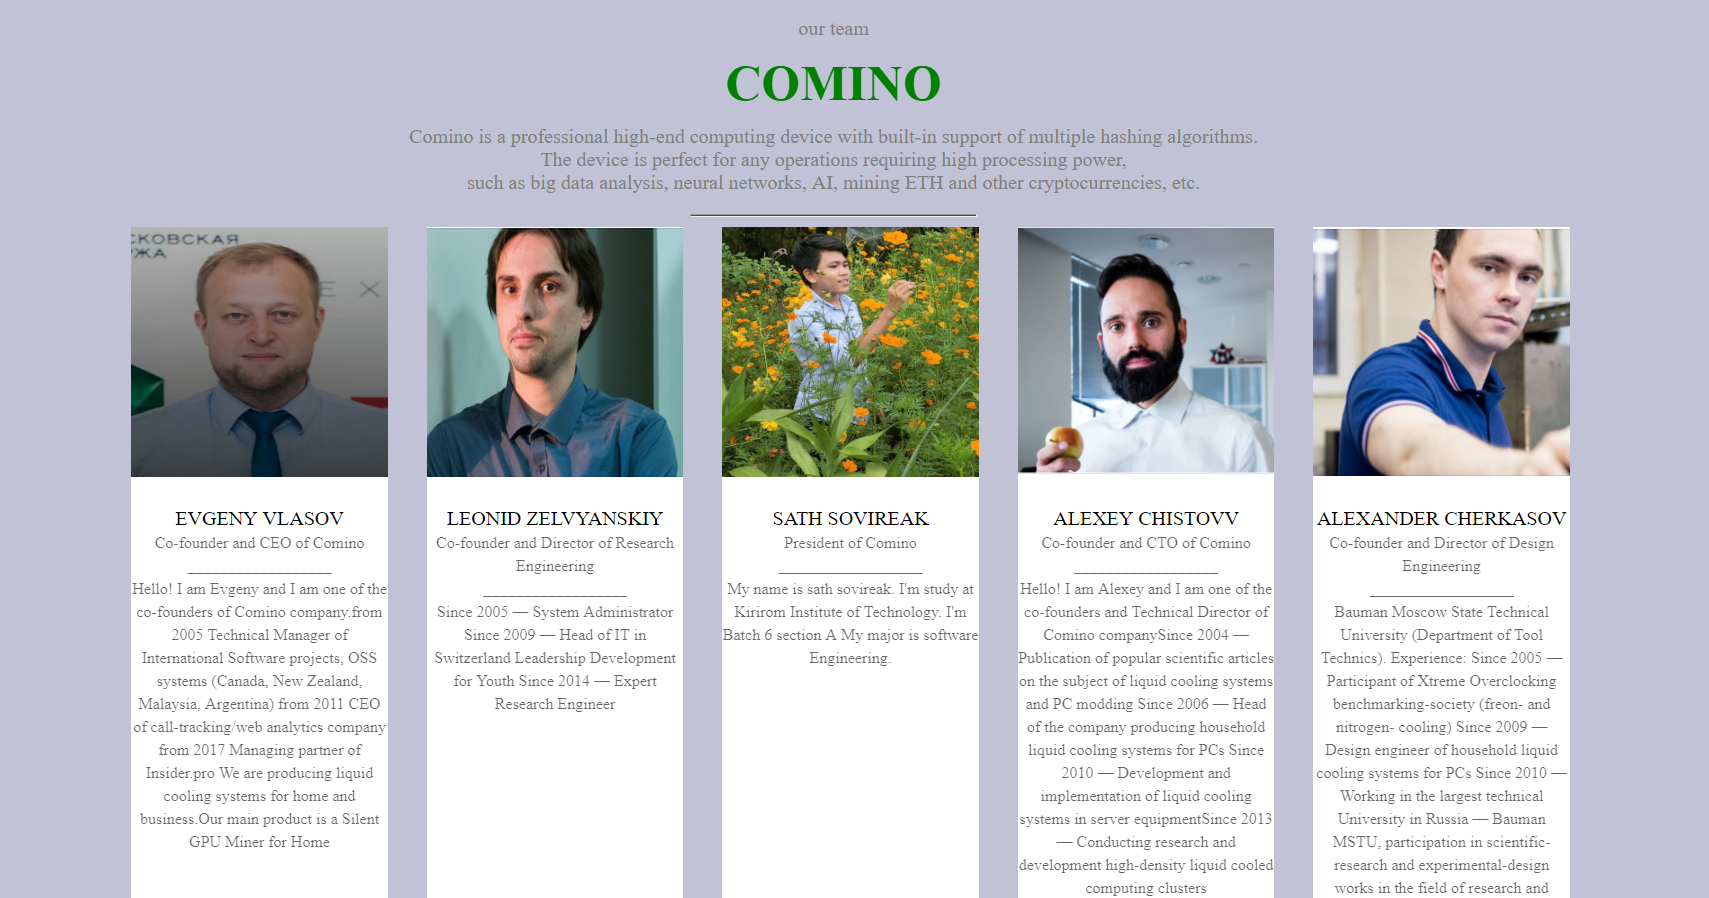 our team
COMINO
Comino is a professional high-end computing device with built-in support of multiple hashing algorithms.
The device is perfect for any operations requiring high processing power,
such as big data analysis, neural networks, AI, mining ETH and other cryptocurrencies, etc.
СКОВСКАЯ
РЖА
Е Х
EVGENY VLASOV
Co-founder and CEO of Comino
__________________
Hello! I am Evgeny and I am one of the
co-founders of Comino company.from
2005 Technical Manager of
International Software projects, OSS
systems (Canada, New Zealand,
Malaysia, Argentina) from 2011 CEO
of call-tracking/web analytics company
from 2017 Managing partner of
Insider.pro We are producing liquid
cooling systems for home and
business.Our main product is a Silent
GPU Miner for Home
LEONID ZELVYANSKIY
Co-founder and Director of Research
Engineering
__________________
Since 2005 — System Administrator
Since 2009 — Head of IT in
Switzerland Leadership Development
for Youth Since 2014 — Expert
Research Engineer
SATH SOVIREAK
President of Comino
__________________
My name is sath sovireak. I'm study at
Kirirom Institute of Technology. I'm
Batch 6 section A My major is software
Engineering.
ALEXEY CHISTOVV
Co-founder and CTO of Comino
__________________
Hello! I am Alexey and I am one of the
co-founders and Technical Director of
Comino companySince 2004 —
Publication of popular scientific articles
on the subject of liquid cooling systems
and PC modding Since 2006 — Head
of the company producing household
liquid cooling systems for PCs Since
2010 — Development and
implementation of liquid cooling
systems in server equipmentSince 2013
— Conducting research and
development high-density liquid cooled
computing clusters
ALEXANDER CHERKASOV
Co-founder and Director of Design
Engineering
__________________
Bauman Moscow State Technical
University (Department of Tool
Technics). Experience: Since 2005 —
Participant of Xtreme Overclocking
benchmarking-society (freon- and
nitrogen- cooling) Since 2009 —
Design engineer of household liquid
cooling systems for PCs Since 2010 —
Working in the largest technical
University in Russia — Bauman
MSTU, participation in scientific-
research and experimental-design
works in the field of research and